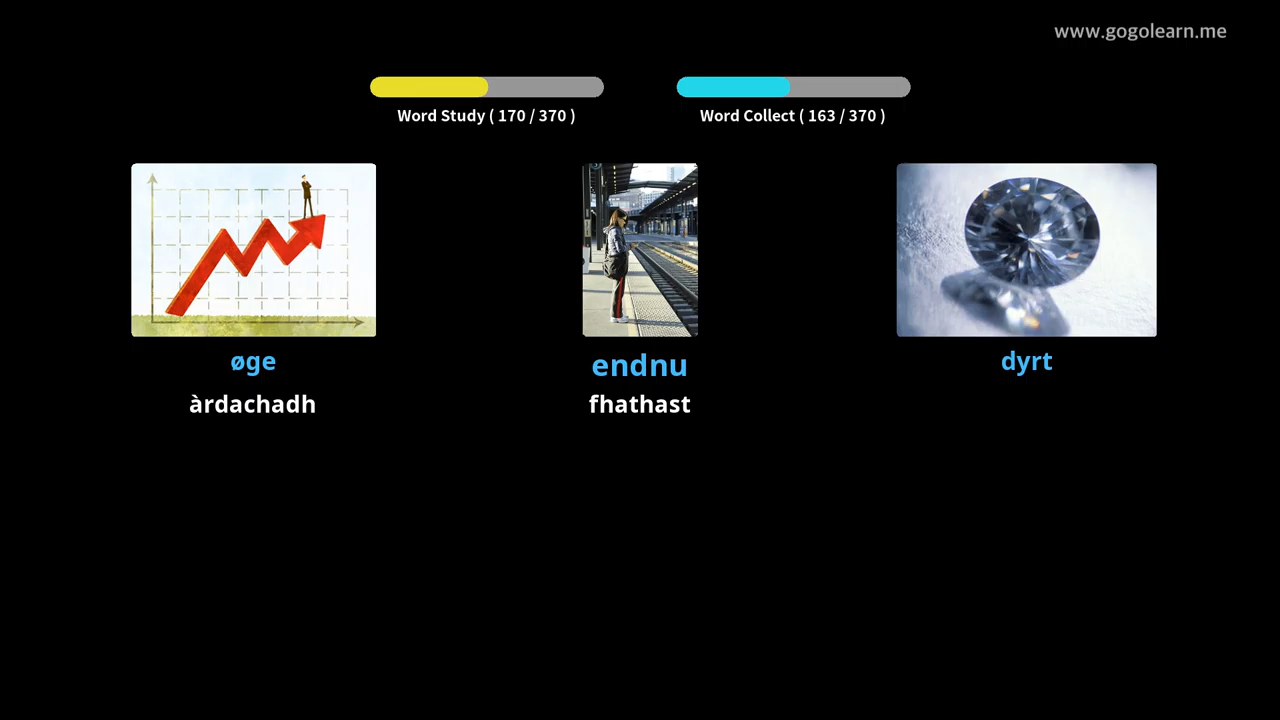 www.gogolearn.me
Word Study ( 170 / 370 )
Word Collect ( 163 / 370 )
øge
endnu
dyrt
àrdachadh
fhathast